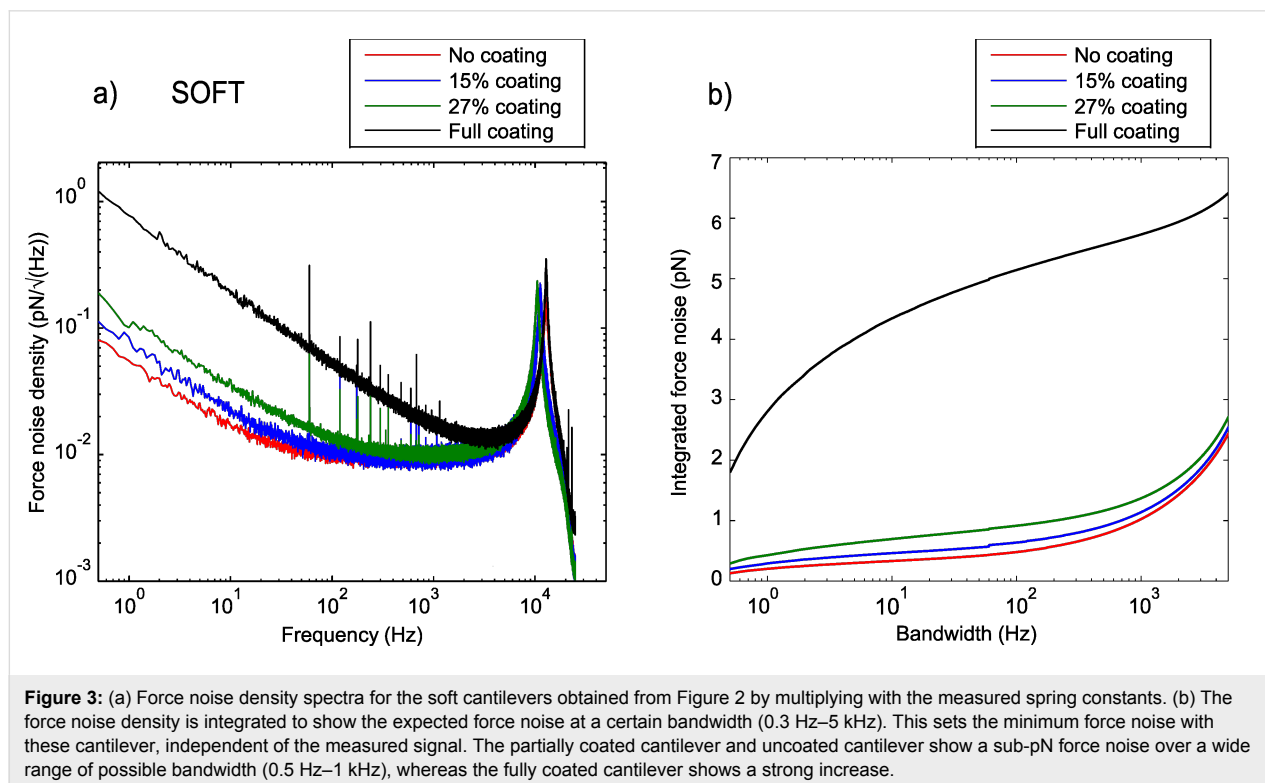 No coating
15% coating
27% coating
Full coating
a) SOFT
10^0
10^-1
10^-2
10^-3
Force noise density (pN/√(Hz))
10^0 10^1 10^2 10^3 10^4
Frequency (Hz)
No coating
15% coating
27% coating
Full coating
b)
7
6
5
4
3
2
1
0
Integrated force noise (pN)
10^0 10^1 10^2 10^3
Bandwidth (Hz)
Figure 3: (a) Force noise density spectra for the soft cantilevers obtained from Figure 2 by multiplying with the measured spring constants. (b) The
force noise density is integrated to show the expected force noise at a certain bandwidth (0.3 Hz–5 kHz). This sets the minimum force noise with
these cantilever, independent of the measured signal. The partially coated cantilever and uncoated cantilever show a sub-pN force noise over a wide
range of possible bandwidth (0.5 Hz–1 kHz), whereas the fully coated cantilever shows a strong increase.